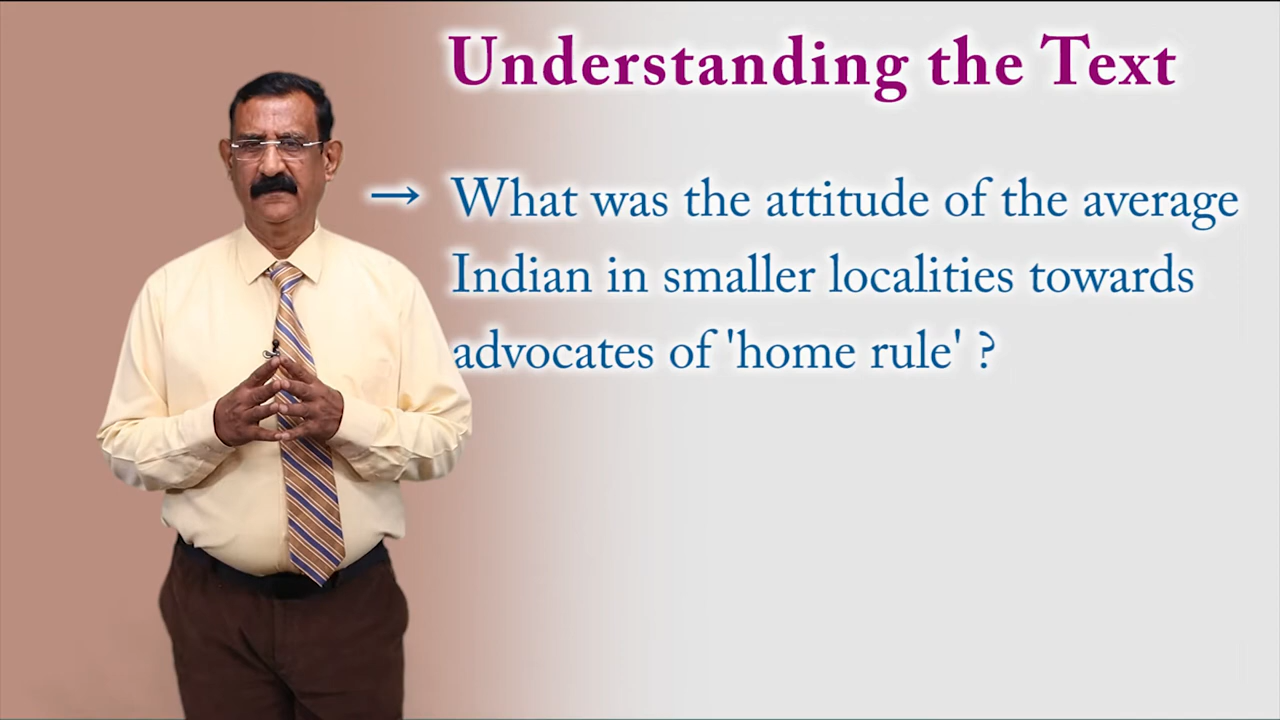 Understanding the Text
→ What was the attitude of the average
Indian in smaller localities towards
advocates of 'home rule' ?